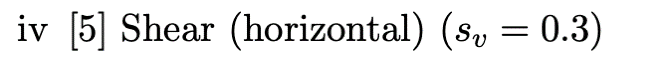 iv [5] Shear (horizontal) (s_v = 0.3)